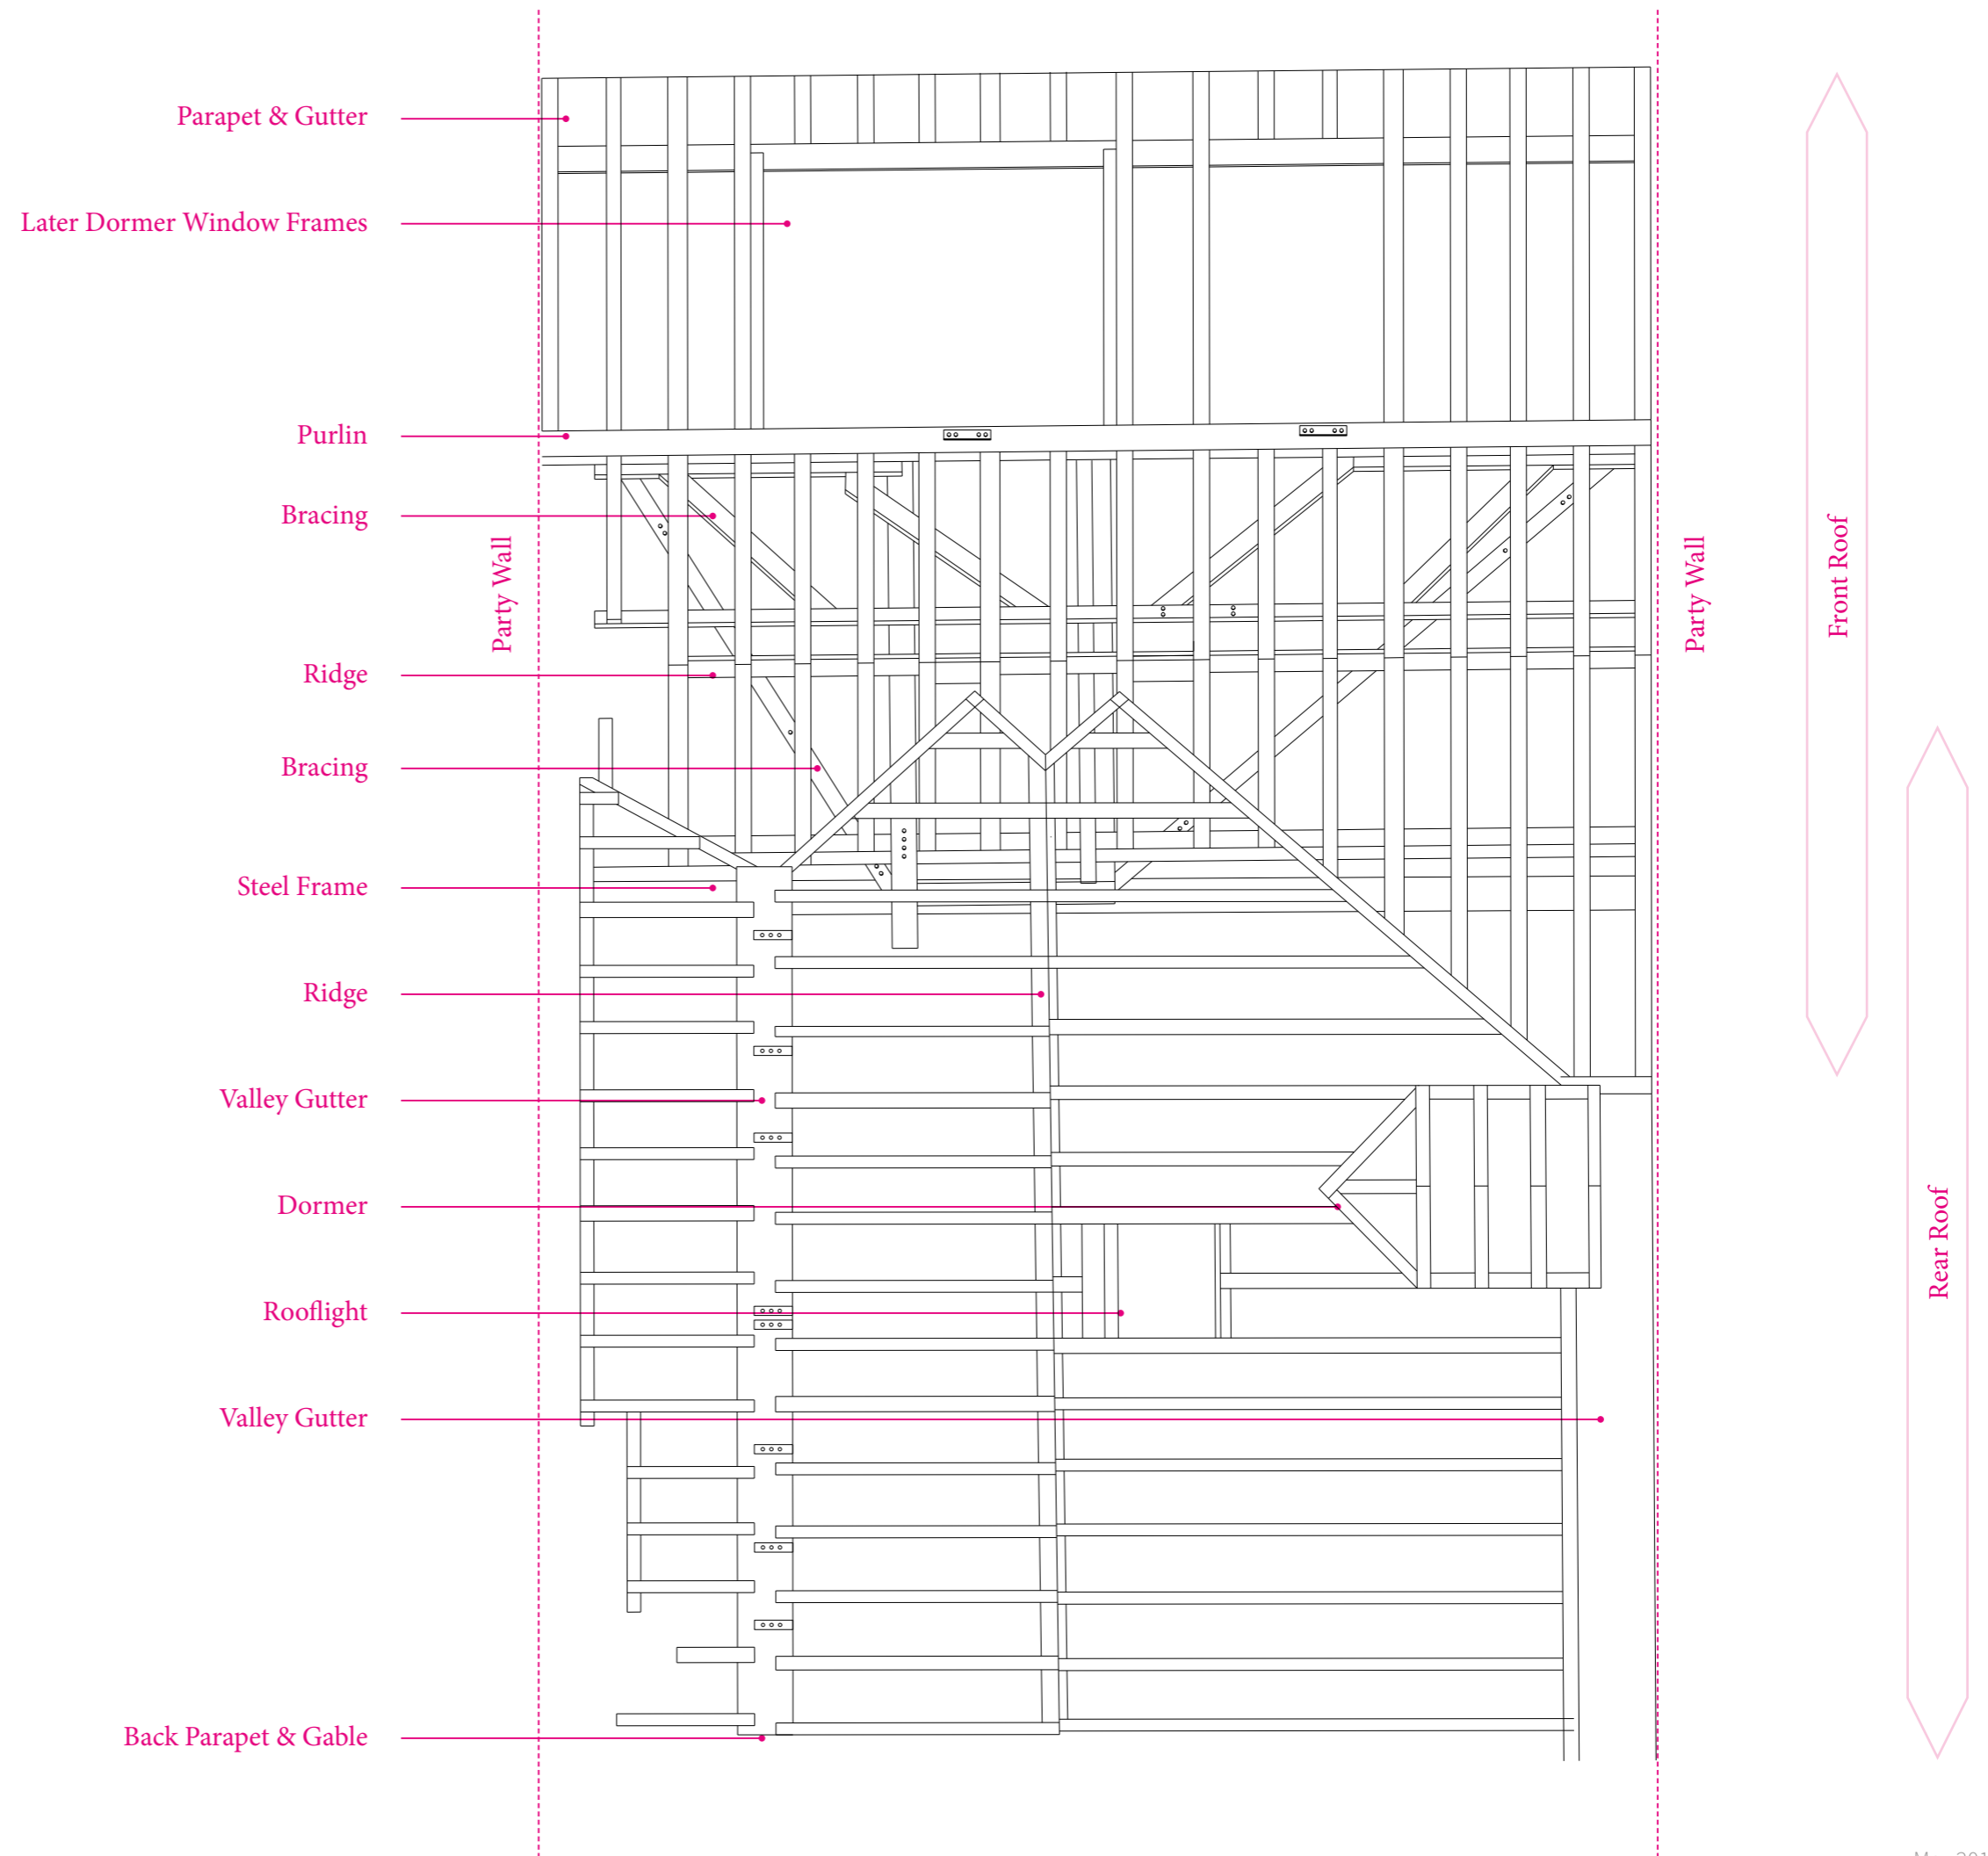 Parapet & Gutter
Later Dormer Window Frames
Purlin
Bracing
Party Wall
Party Wall
Front Roof
Ridge
Bracing
Steel Frame
Ridge
Valley Gutter
Dormer
Rear Roof
Rooflight
Valley Gutter
Back Parapet & Gable